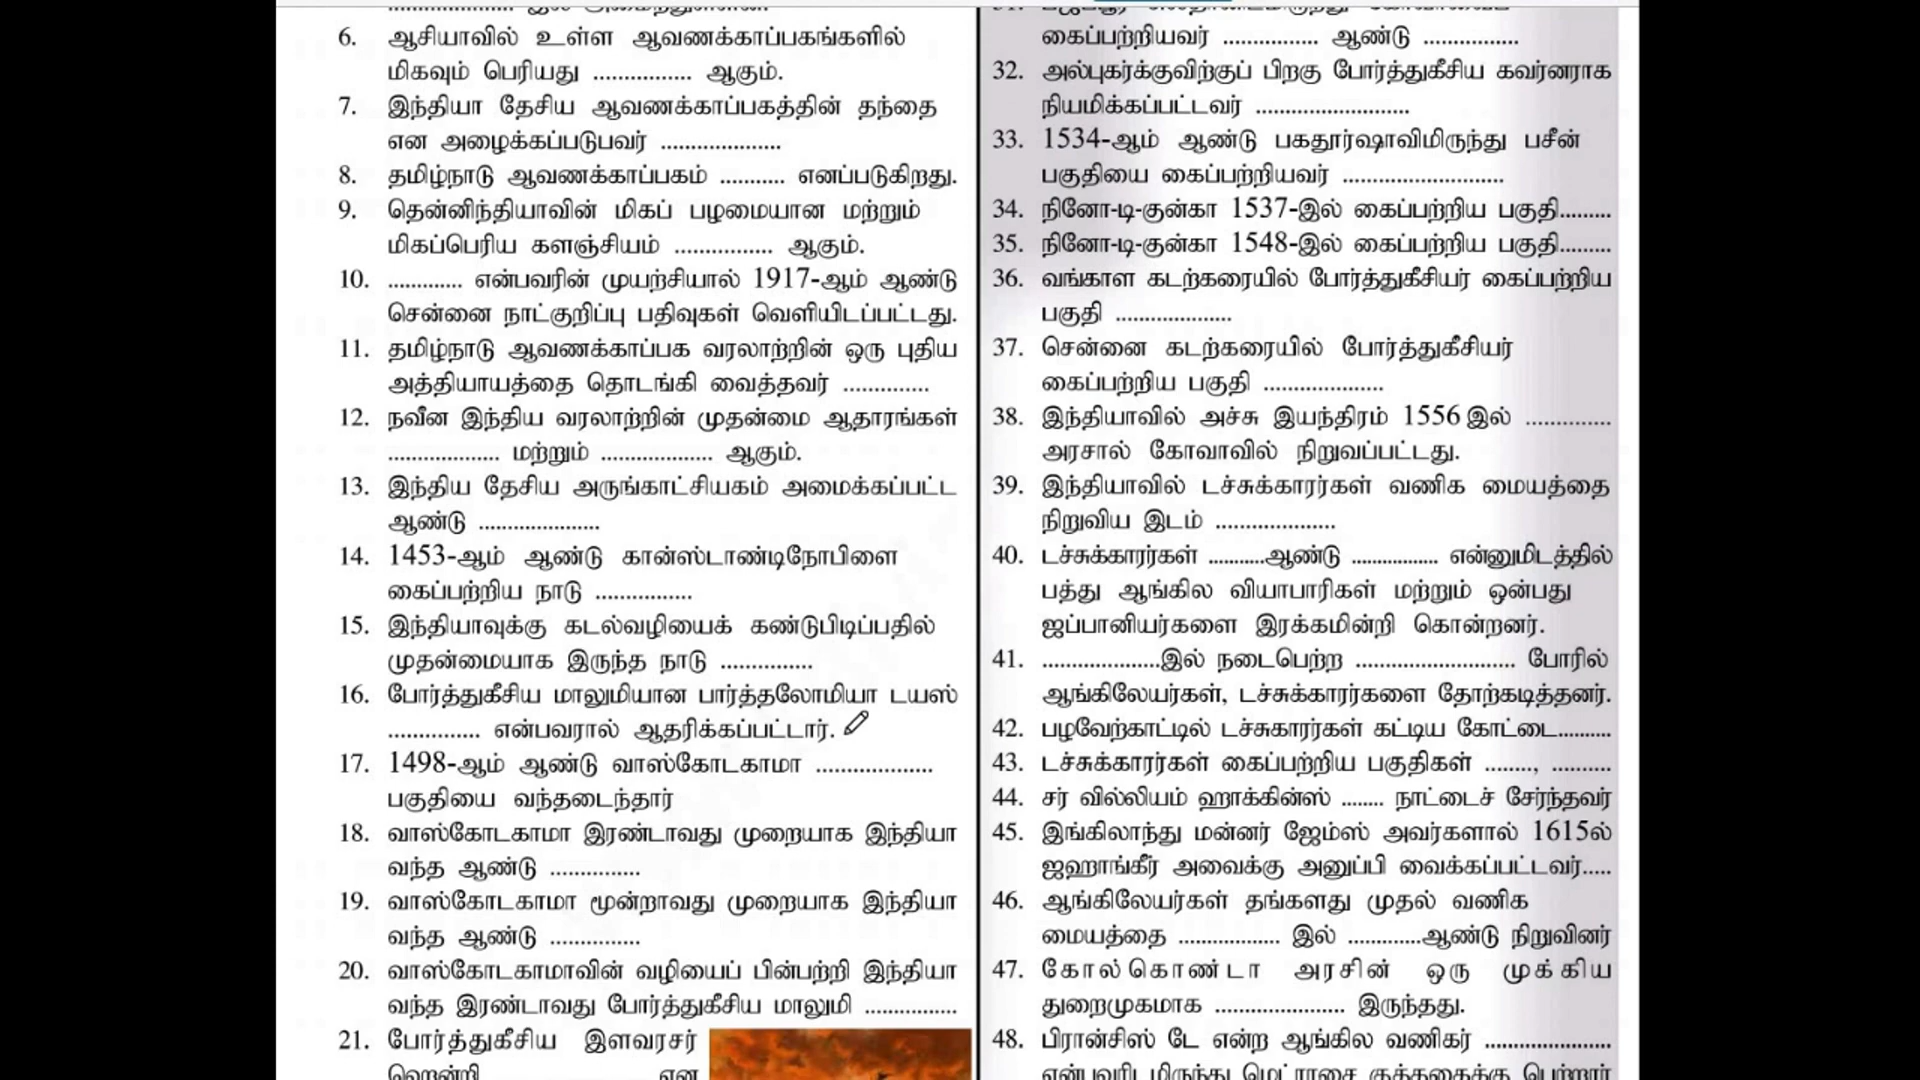 6. ஆசியாவில் உள்ள ஆவணக்காப்பகங்களில்
மிகவும் பெரியது ................ ஆகும்.
7. இந்தியா தேசிய ஆவணக்காப்பகத்தின் தந்தை
என அழைக்கப்படுபவர் ....................
8. தமிழ்நாடு ஆவணக்காப்பகம் ........... எனப்படுகிறது.
9. தென்னிந்தியாவின் மிகப் பழமையான மற்றும்
மிகப்பெரிய களஞ்சியம் ................ ஆகும்.
10. ............. என்பவரின் முயற்சியால் 1917-ஆம் ஆண்டு
சென்னை நாட்குறிப்பு பதிவுகள் வெளியிடப்பட்டது.
11. தமிழ்நாடு ஆவணக்காப்பக வரலாற்றின் ஒரு புதிய
அத்தியாயத்தை தொடங்கி வைத்தவர் ..............
12. நவீன இந்திய வரலாற்றின் முதன்மை ஆதாரங்கள்
................... மற்றும் ................... ஆகும்.
13. இந்திய தேசிய அருங்காட்சியகம் அமைக்கப்பட்ட
ஆண்டு ....................
14. 1453-ஆம் ஆண்டு கான்ஸ்டாண்டிநோபிளை
கைப்பற்றிய நாடு ................
15. இந்தியாவுக்கு கடல்வழியைக் கண்டுபிடிப்பதில்
முதன்மையாக இருந்த நாடு ...............
16. போர்த்துகீசிய மாலுமியான பார்த்தலோமியா டயஸ்
................ என்பவரால் ஆதரிக்கப்பட்டார்.
17. 1498-ஆம் ஆண்டு வாஸ்கோடகாமா ...................
பகுதியை வந்தடைந்தார்
18. வாஸ்கோடகாமா இரண்டாவது முறையாக இந்தியா
வந்த ஆண்டு ...............
19. வாஸ்கோடகாமா மூன்றாவது முறையாக இந்தியா
வந்த ஆண்டு ...............
20. வாஸ்கோடகாமாவின் வழியைப் பின்பற்றி இந்தியா
வந்த இரண்டாவது போர்த்துகீசிய மாலுமி ...............
21. போர்த்துகீசிய இளவரசர்
ஹென்றி ................... என
கைப்பற்றியவர் ................ ஆண்டு ................
32. அல்புகர்க்குவிற்குப் பிறகு போர்த்துகீசிய கவர்னராக
நியமிக்கப்பட்டவர் ..........................
33. 1534-ஆம் ஆண்டு பகதூர்ஷாவிமிருந்து பசீன்
பகுதியை கைப்பற்றியவர் ...........................
34. நினோ-டி-குன்கா 1537-இல் கைப்பற்றிய பகுதி.........
35. நினோ-டி-குன்கா 1548-இல் கைப்பற்றிய பகுதி.........
36. வங்காள கடற்கரையில் போர்த்துகீசியர் கைப்பற்றிய
பகுதி ...................
37. சென்னை கடற்கரையில் போர்த்துகீசியர்
கைப்பற்றிய பகுதி ....................
38. இந்தியாவில் அச்சு இயந்திரம் 1556 இல் ..............
அரசால் கோவாவில் நிறுவப்பட்டது.
39. இந்தியாவில் டச்சுக்காரர்கள் வணிக மையத்தை
நிறுவிய இடம் ....................
40. டச்சுக்காரர்கள் ...........ஆண்டு ................. என்னுமிடத்தில்
பத்து ஆங்கில வியாபாரிகள் மற்றும் ஒன்பது
ஜப்பானியர்களை இரக்கமின்றி கொன்றனர்.
41. ....................இல் நடைபெற்ற ........................... போரில்
ஆங்கிலேயர்கள், டச்சுக்காரர்களை தோற்கடித்தனர்.
42. பழவேற்காட்டில் டச்சுகாரர்கள் கட்டிய கோட்டை.........
43. டச்சுக்காரர்கள் கைப்பற்றிய பகுதிகள் ........, ..........
44. சர் வில்லியம் ஹாக்கின்ஸ் ....... நாட்டைச் சேர்ந்தவர்
45. இங்கிலாந்து மன்னர் ஜேம்ஸ் அவர்களால் 1615ல்
ஜஹாங்கீர் அவைக்கு அனுப்பி வைக்கப்பட்டவர்.....
46. ஆங்கிலேயர்கள் தங்களது முதல் வணிக
மையத்தை ................. இல் ............ஆண்டு நிறுவினர்
47. கோல்கொண்டா அரசின் ஒரு முக்கிய
துறைமுகமாக ...................... இருந்தது.
48. பிரான்சிஸ் டே என்ற ஆங்கில வணிகர் .....................
என்பவரிடமிருந்து மெட்ராசை குத்தகைக்கு பெற்றார்